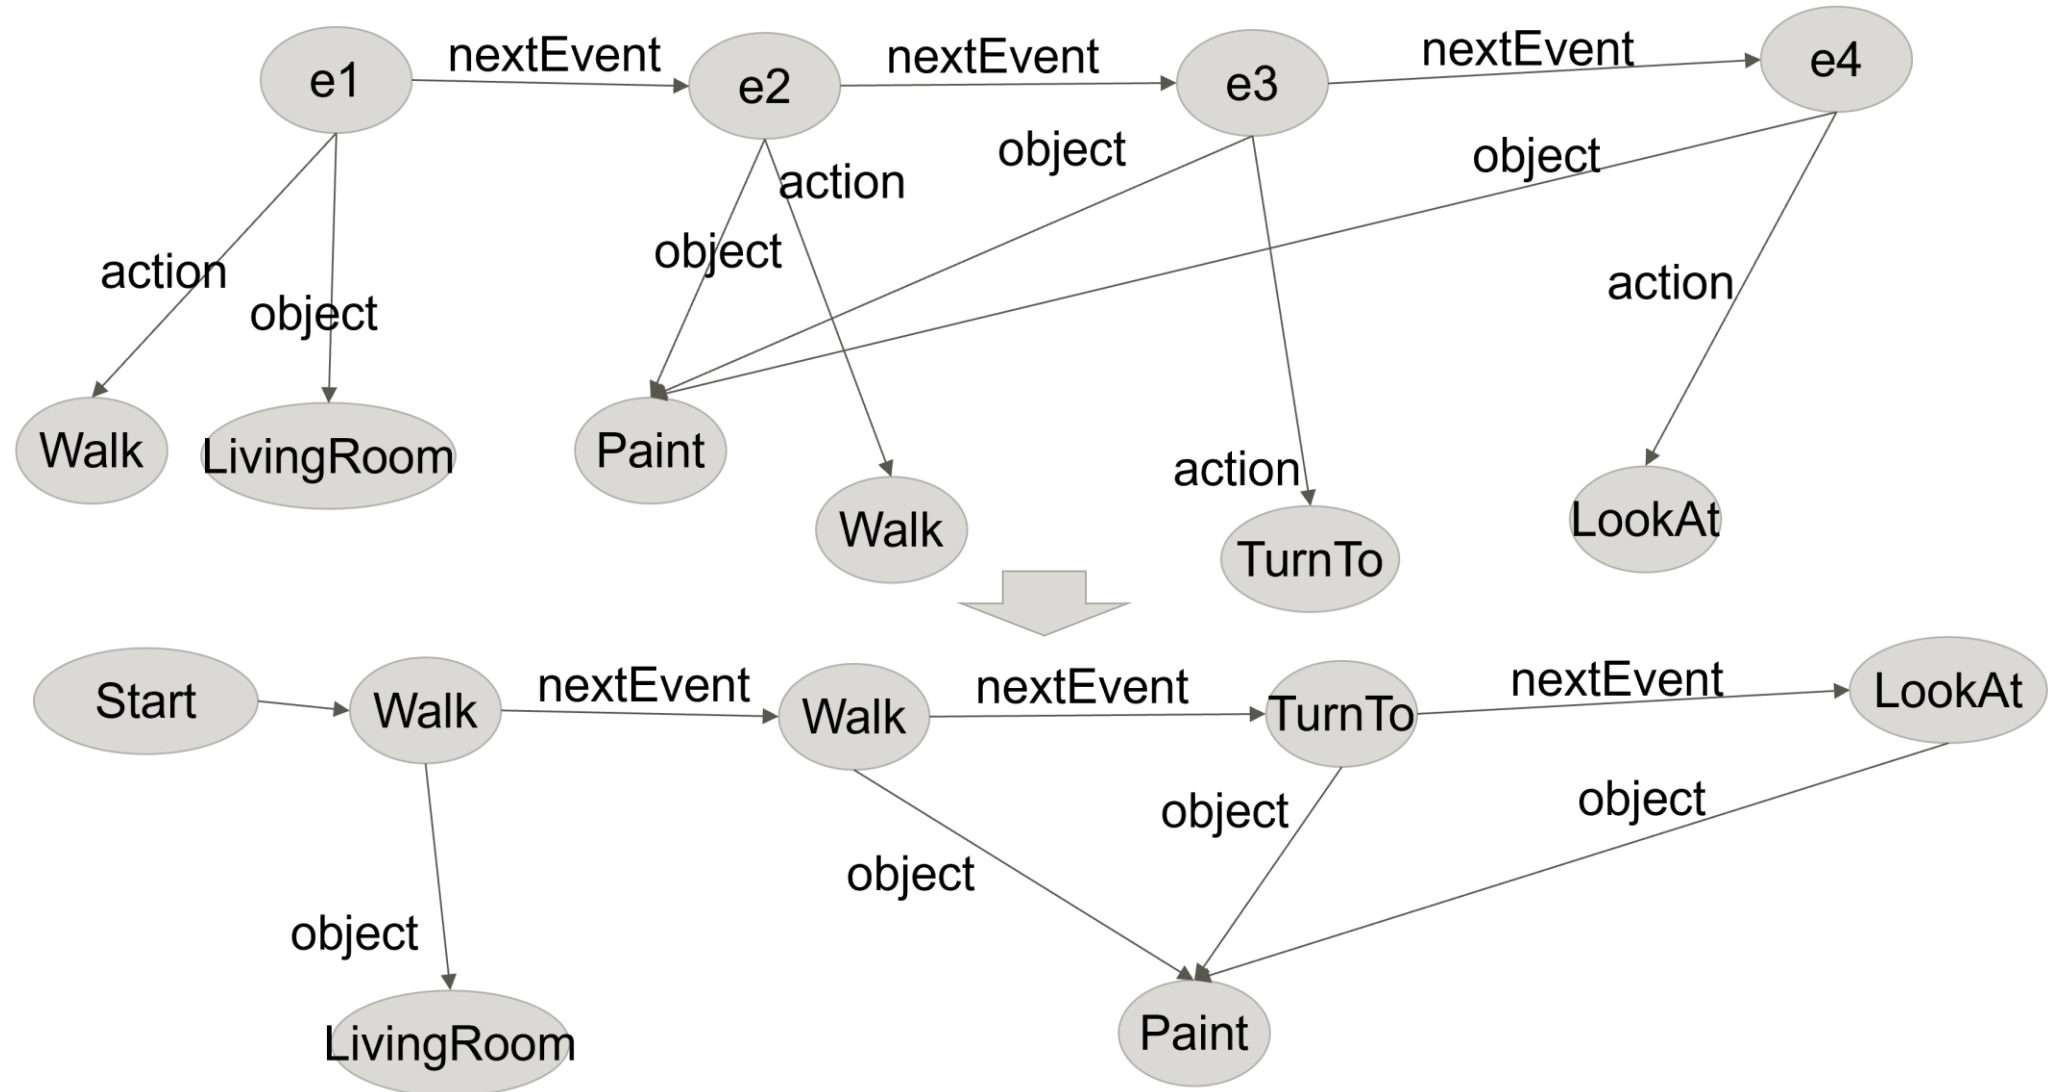 e1
nextEvent
e2
nextEvent
e3
nextEvent
e4
action
object
object
action
object
object
action
action
Walk
LivingRoom
Paint
Walk
TurnTo
LookAt
Start
Walk
nextEvent
Walk
nextEvent
TurnTo
nextEvent
LookAt
object
object
object
object
LivingRoom
Paint